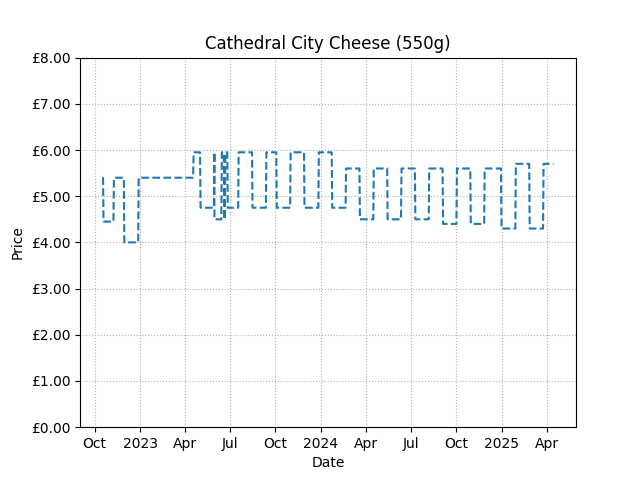 Cathedral City Cheese (550g)
£8.00
£7.00
£6.00
£5.00
£4.00
£3.00
£2.00
£1.00
£0.00
Price
Oct 2023 Apr Jul Oct 2024 Apr Jul Oct 2025 Apr
Date